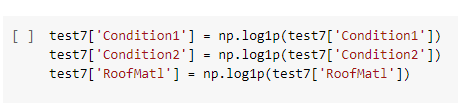 [ ] test7['Condition1'] = np.log1p(test7['Condition1'])
test7['Condition2'] = np.log1p(test7['Condition2'])
test7['RoofMatl'] = np.log1p(test7['RoofMatl'])